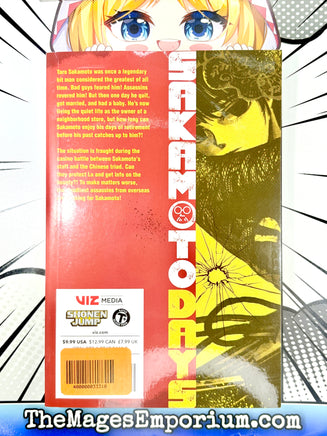 Taro Sakamoto was once a legendary
hit man considered the greatest of all
time. Bad guys feared him! Assassins
revered him! But then one day he quit,
got married, and had a baby. He's now
living the quiet life as the owner of a
neighborhood store, but how long can
Sakamoto enjoy his days of retirement
before his past catches up to him?!
The situation is fraught during the
casino battle between Sakamoto's
staff and the Chinese triad. Can
they protect Lu and get info on the
bounty?! To make matters worse,
assassins from overseas
for Sakamoto!
SAKAMOTO DAYS
VIZ MEDIA
SHONEN
JUMP
$9.99 USA $12.99 CAN £7.99 UK
TheMagesEmporium.com